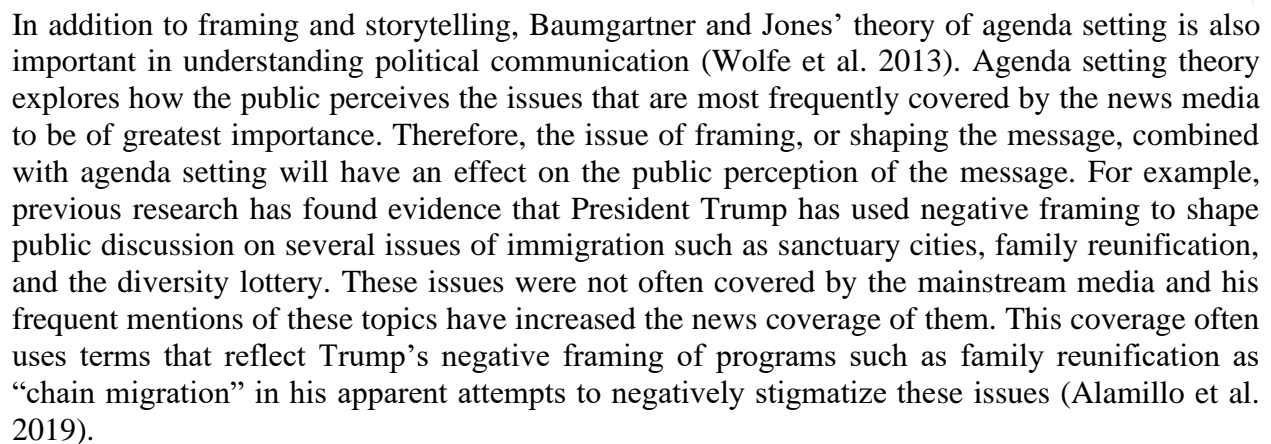 In addition to framing and storytelling, Baumgartner and Jones’ theory of agenda setting is also
important in understanding political communication (Wolfe et al. 2013). Agenda setting theory
explores how the public perceives the issues that are most frequently covered by the news media
to be of greatest importance. Therefore, the issue of framing, or shaping the message, combined
with agenda setting will have an effect on the public perception of the message. For example,
previous research has found evidence that President Trump has used negative framing to shape
public discussion on several issues of immigration such as sanctuary cities, family reunification,
and the diversity lottery. These issues were not often covered by the mainstream media and his
frequent mentions of these topics have increased the news coverage of them. This coverage often
uses terms that reflect Trump’s negative framing of programs such as family reunification as
“chain migration” in his apparent attempts to negatively stigmatize these issues (Alamillo et al.
2019).